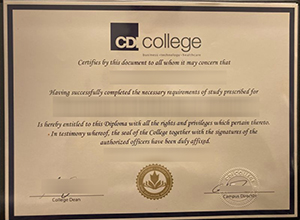 CDI college
Certifies by this document to all whom it may concern that
Having successfully completed the necessary requirements of study prescribed for
Is hereby entitled to this Diploma with all the rights and privileges which pertain thereto.
- In testimony whereof, the seal of the College together with the signatures of the
authorized officers have been duly affixed.
College Dean
Campus Director